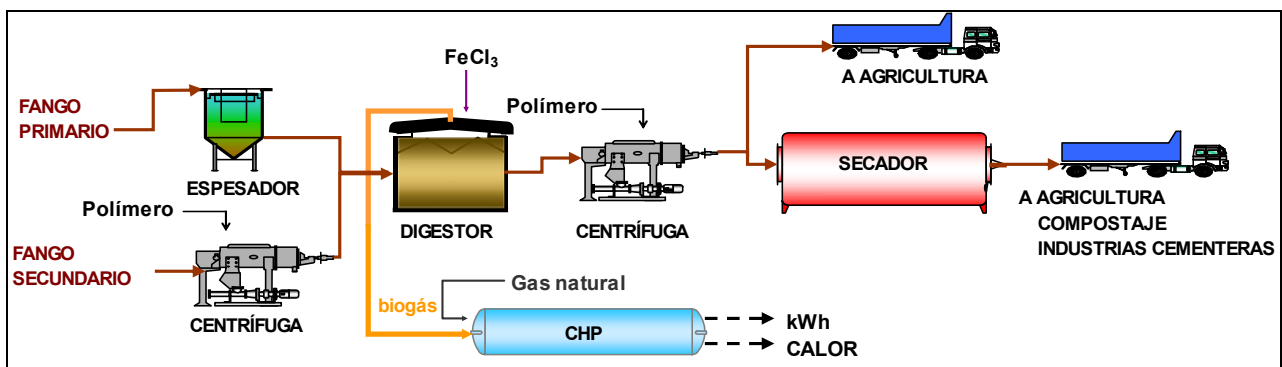 FeCl₃
A AGRICULTURA
FANGO
PRIMARIO
Polímero
ESPESADOR
SECADOR
Polímero
DIGESTOR
CENTRÍFUGA
A AGRICULTURA
COMPOSTAJE
INDUSTRIAS CEMENTERAS
FANGO
SECUNDARIO
CENTRÍFUGA
Gas natural
biogás
CHP
kWh
CALOR